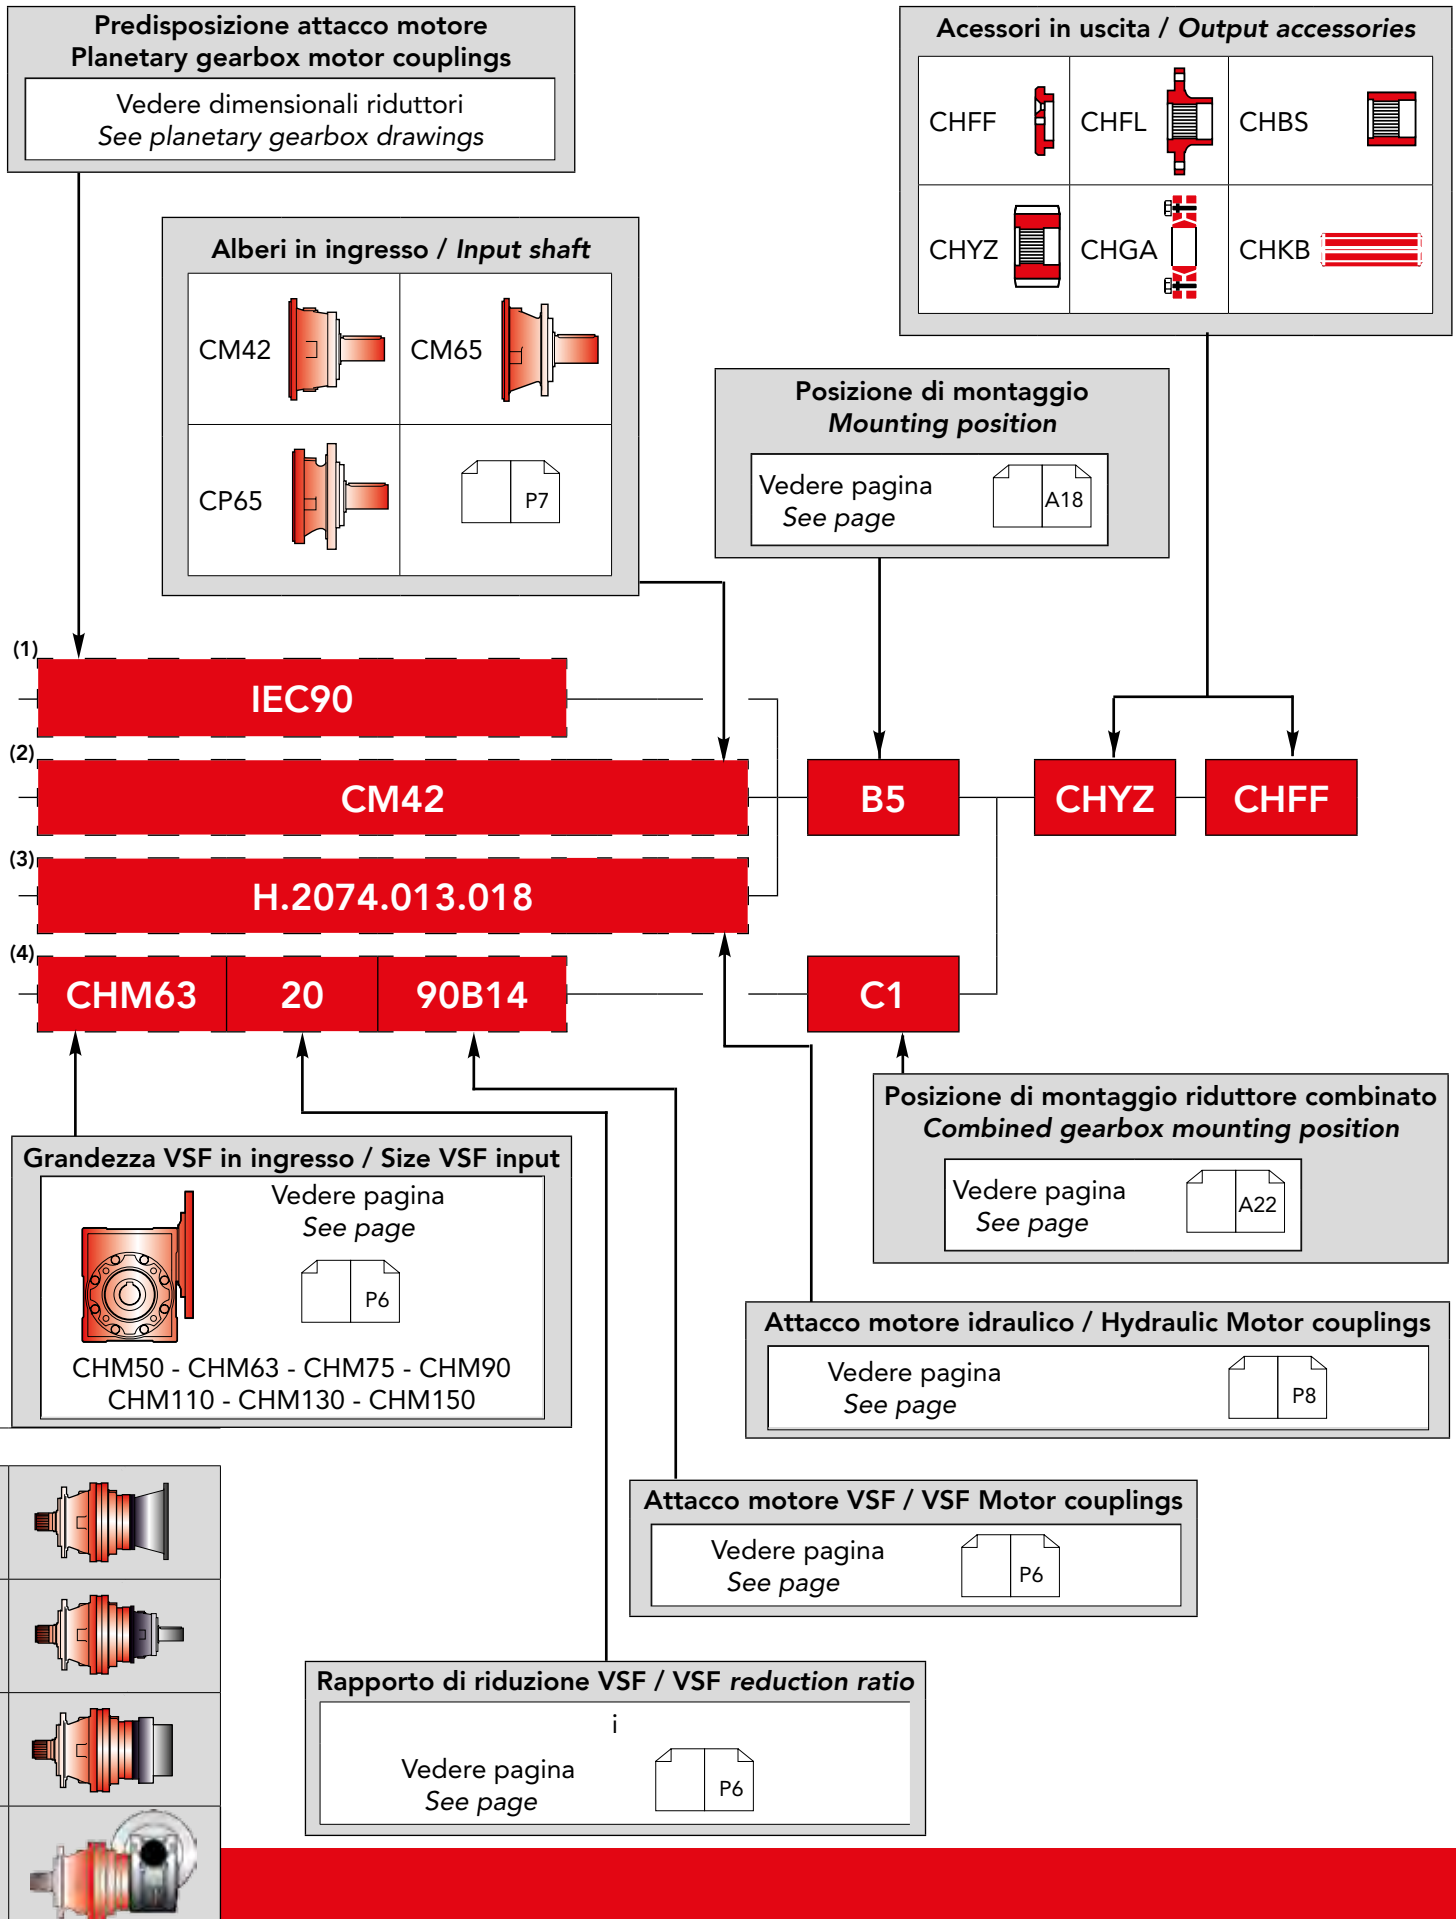 Predisposizione attacco motore
Planetary gearbox motor couplings
Vedere dimensionali riduttori
See planetary gearbox drawings
Acessori in uscita / Output accessories
CHFF
CHFL
CHBS
CHYZ
CHGA
CHKB
Alberi in ingresso / Input shaft
CM42
CM65
CP65
P7
Posizione di montaggio
Mounting position
Vedere pagina
See page
A18
(1)
IEC90
(2)
CM42
B5
CHYZ
CHFF
(3)
H.2074.013.018
(4)
CHM63
20
90B14
C1
Posizione di montaggio riduttore combinato
Combined gearbox mounting position
Vedere pagina
See page
A22
Grandezza VSF in ingresso / Size VSF input
Vedere pagina
See page
P6
CHM50 - CHM63 - CHM75 - CHM90
CHM110 - CHM130 - CHM150
Attacco motore idraulico / Hydraulic Motor couplings
Vedere pagina
See page
P8
Attacco motore VSF / VSF Motor couplings
Vedere pagina
See page
P6
Rapporto di riduzione VSF / VSF reduction ratio
i
Vedere pagina
See page
P6